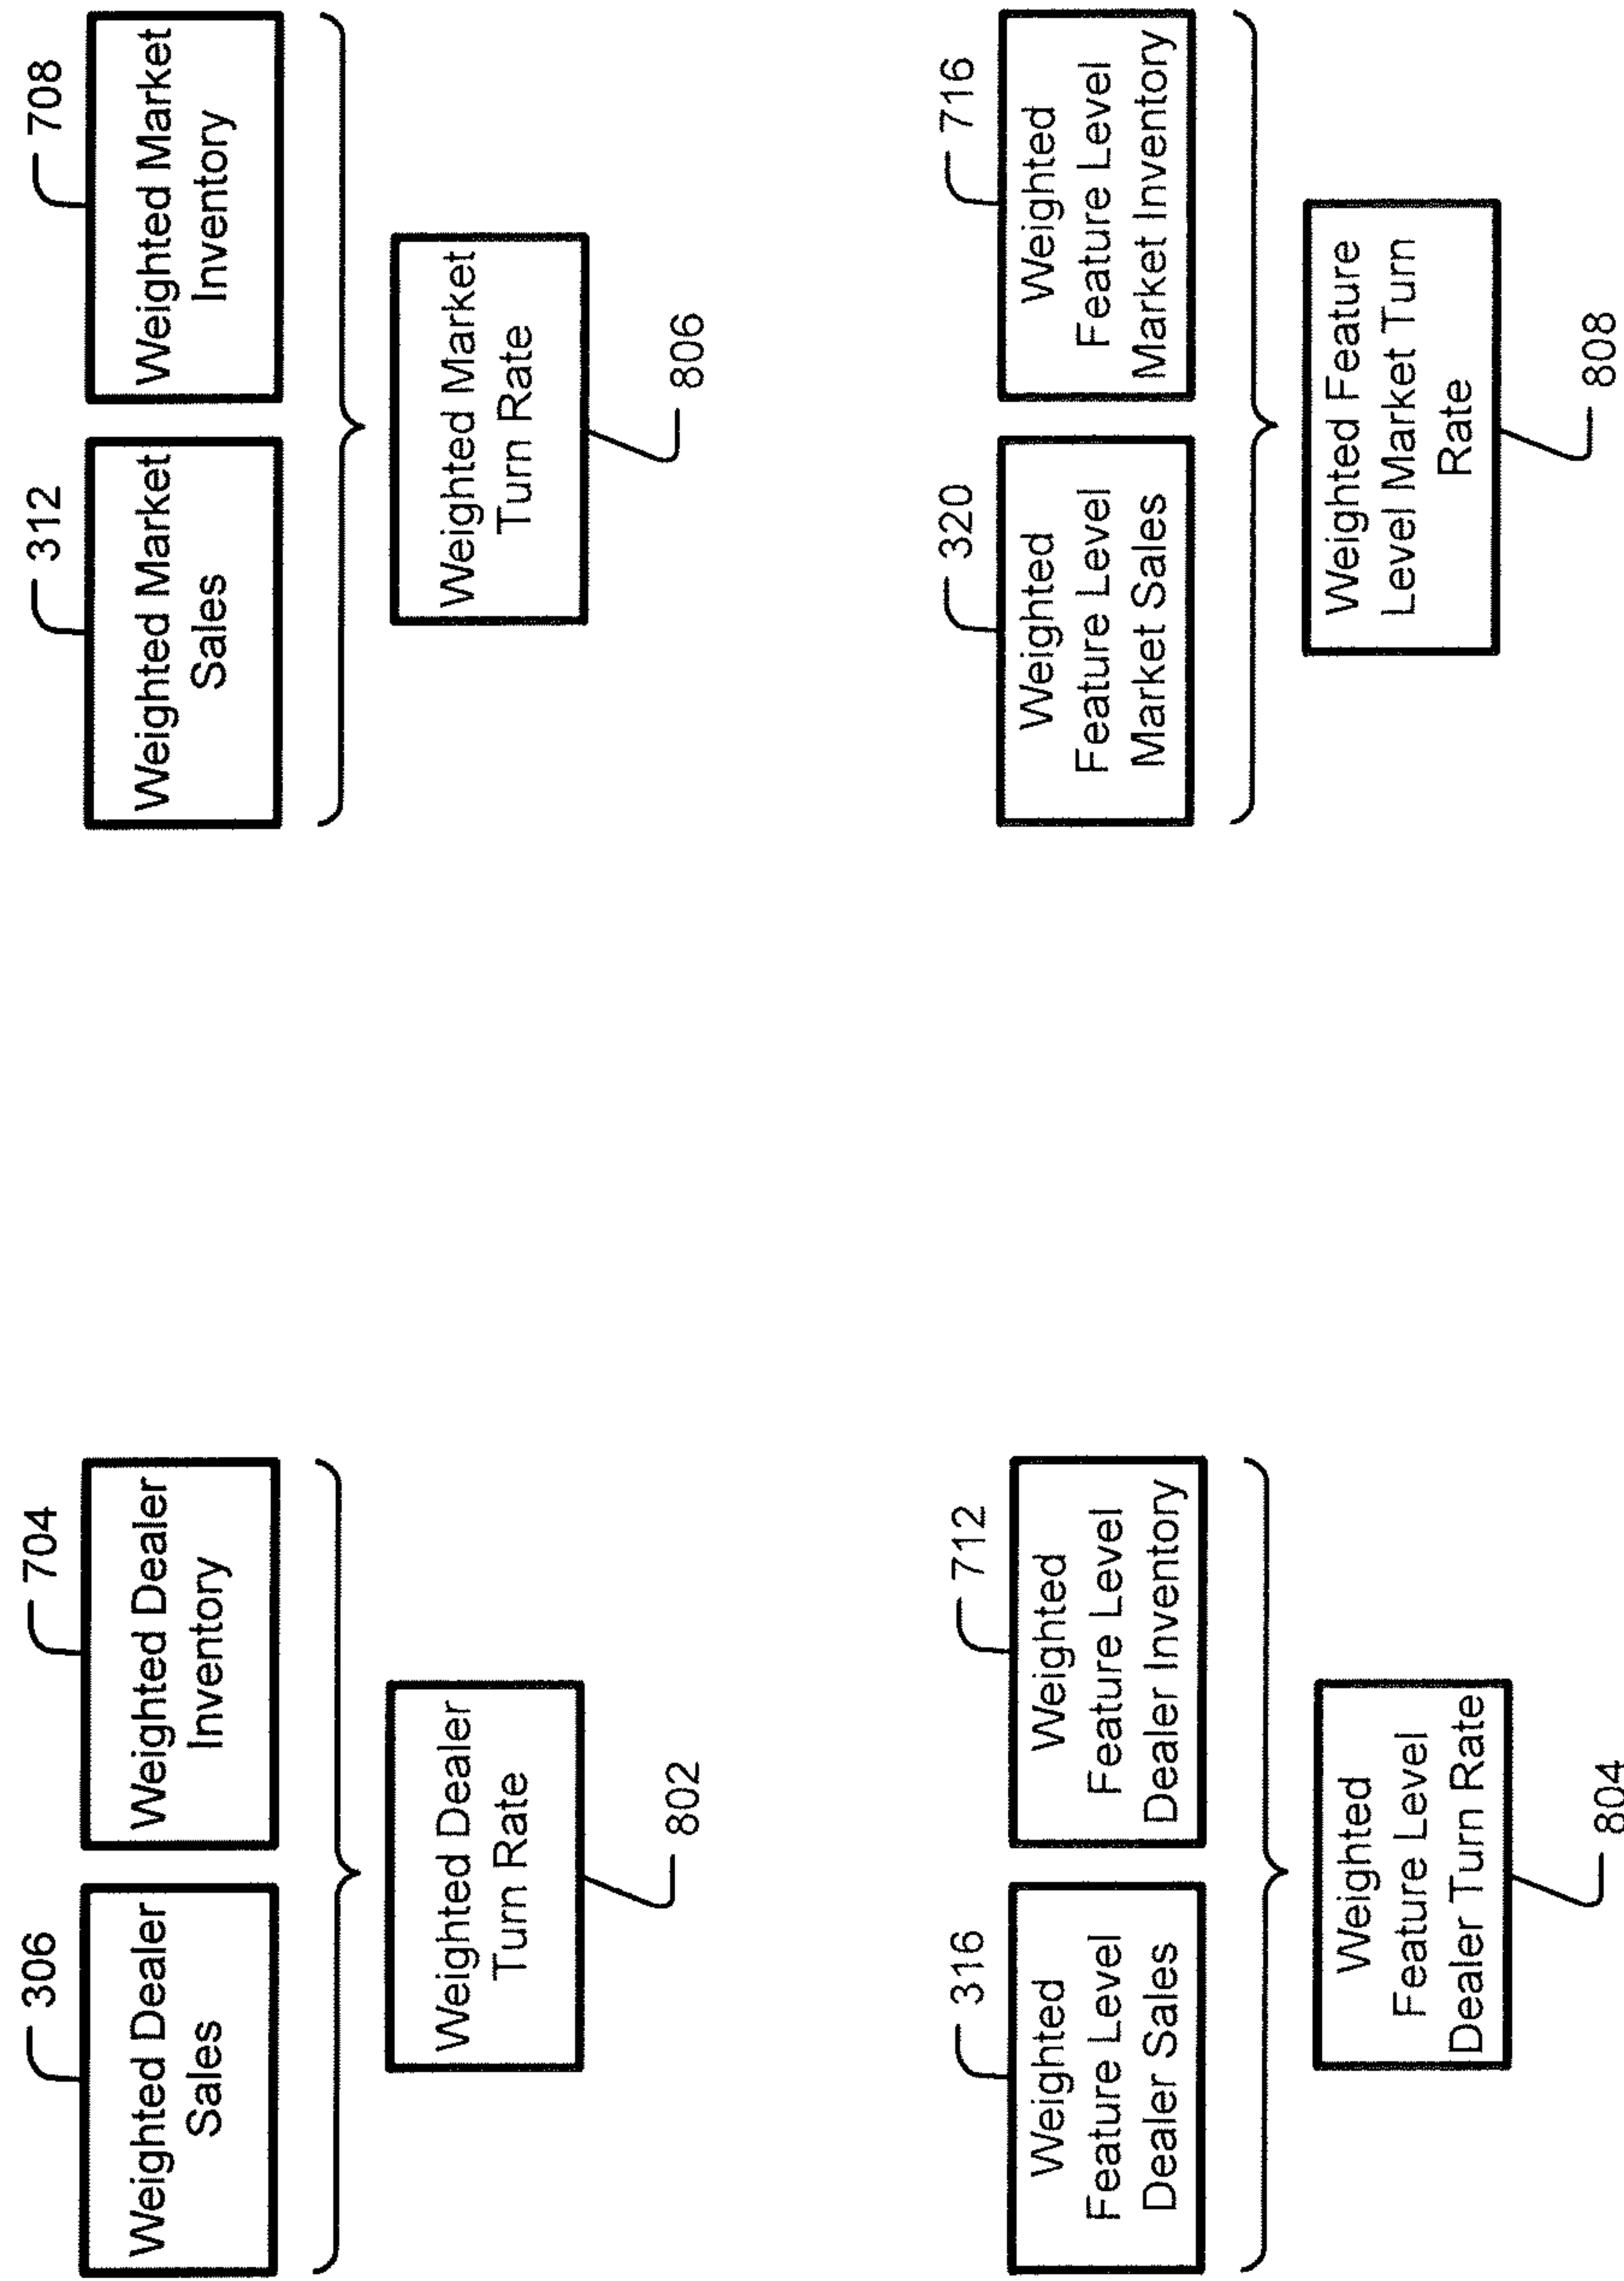 306
Weighted Dealer
Sales
704
Weighted Dealer
Inventory
Weighted Dealer
Turn Rate
802
312
Weighted Market
Sales
708
Weighted Market
Inventory
Weighted Market
Turn Rate
806
316
Weighted
Feature Level
Dealer Sales
712
Weighted
Feature Level
Dealer Inventory
Weighted
Feature Level
Dealer Turn Rate
804
320
Weighted
Feature Level
Market Sales
716
Weighted
Feature Level
Market Inventory
Weighted Feature
Level Market Turn
Rate
808